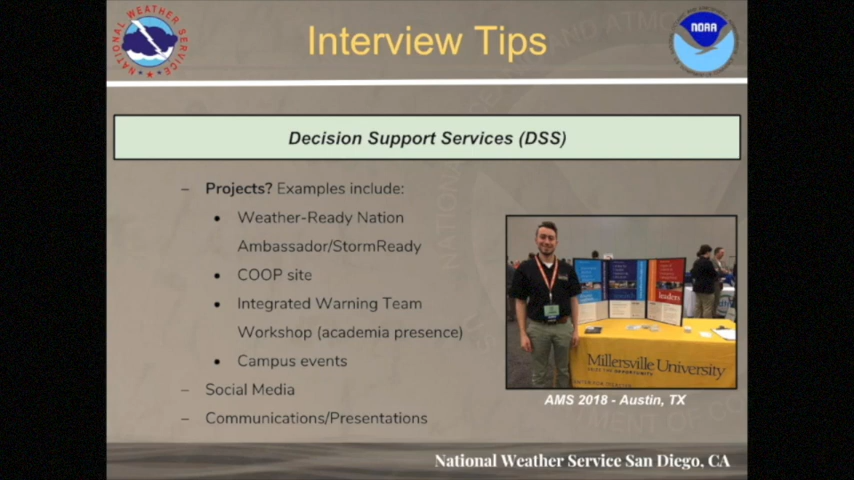 NATIONAL WEATHER SERVICE
Interview Tips
NOAA
Decision Support Services (DSS)
– Projects? Examples include:
• Weather-Ready Nation
Ambassador/StormReady
• COOP site
• Integrated Warning Team
Workshop (academia presence)
• Campus events
– Social Media
– Communications/Presentations
leaders
Millersville University
AMS 2018 - Austin, TX
National Weather Service San Diego, CA